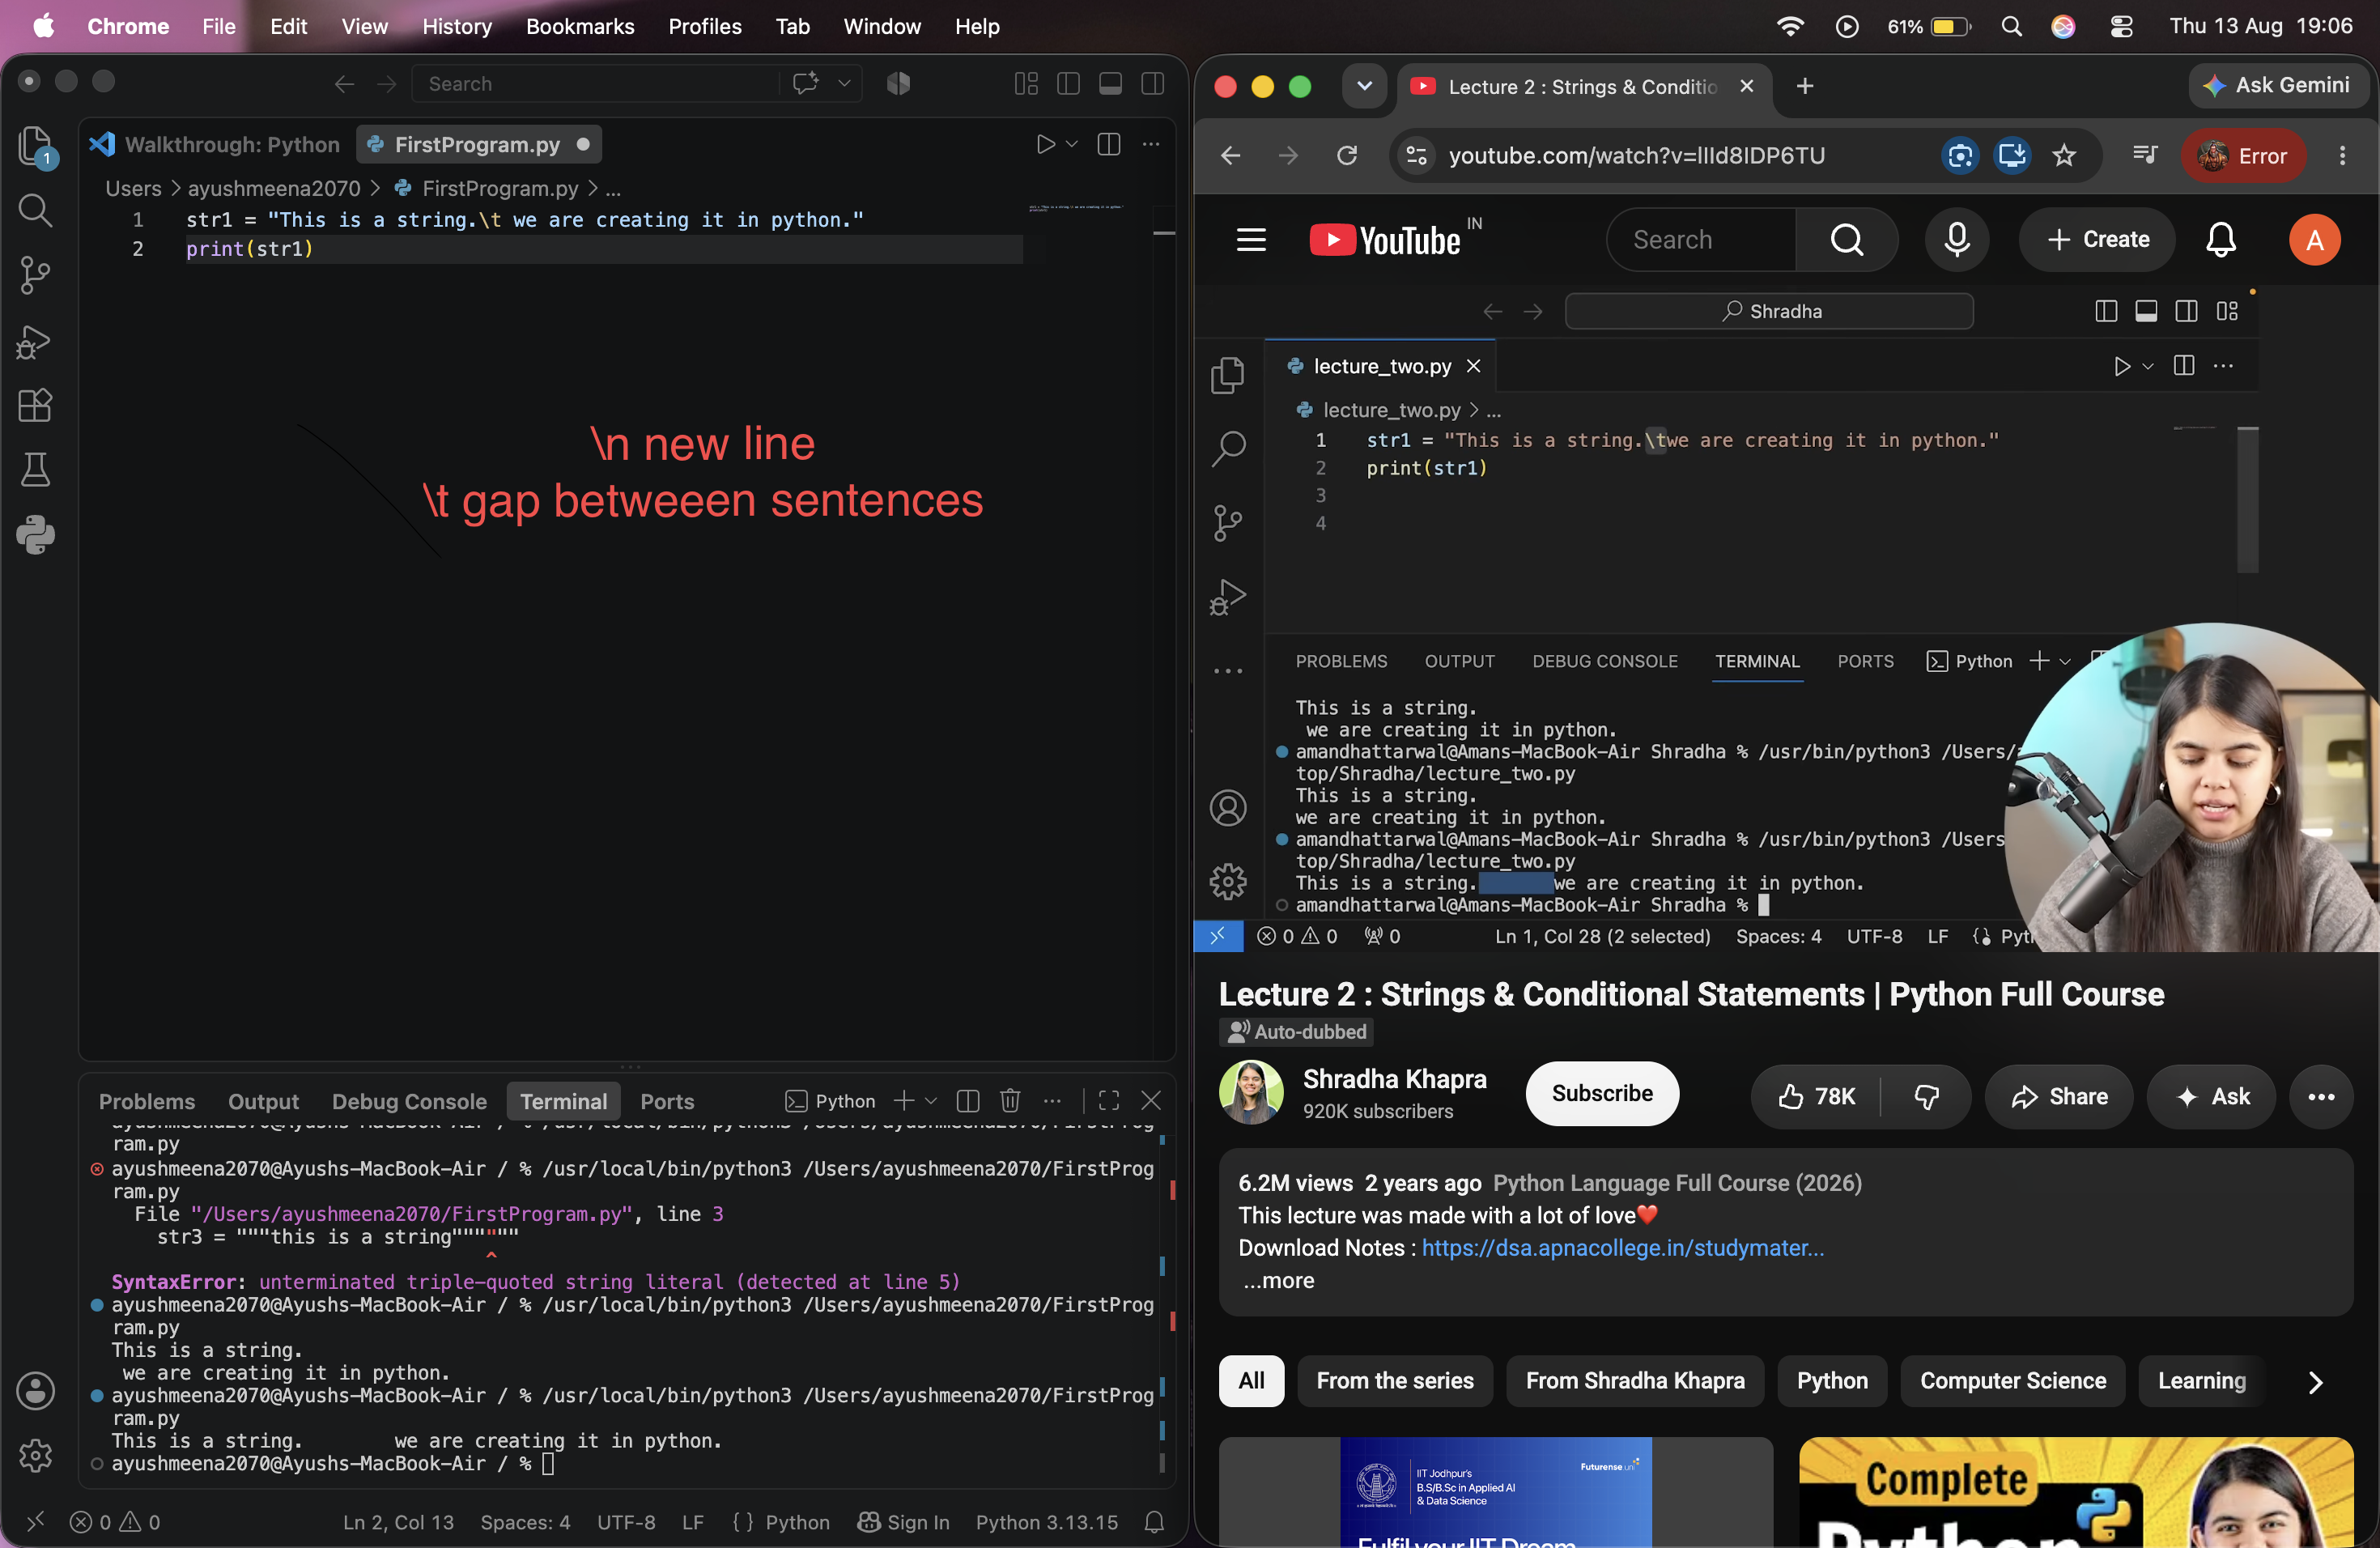 Chrome File Edit View History Bookmarks Profiles Tab Window Help 61% Thu 13 Aug 19:06
Search
1
Walkthrough: Python FirstProgram.py
Users > ayushmeena2070 > FirstProgram.py > ...
1 str1 = "This is a string.\t we are creating it in python."
2 print(str1)
\n new line
\t gap betweeen sentences
Problems Output Debug Console Terminal Ports Python
ram.py
ayushmeena2070@Ayushs-MacBook-Air / % /usr/local/bin/python3 /Users/ayushmeena2070/FirstProg
ram.py
File "/Users/ayushmeena2070/FirstProgram.py", line 3
str3 = """this is a string""""""
^
SyntaxError: unterminated triple-quoted string literal (detected at line 5)
ayushmeena2070@Ayushs-MacBook-Air / % /usr/local/bin/python3 /Users/ayushmeena2070/FirstProg
ram.py
This is a string.
we are creating it in python.
ayushmeena2070@Ayushs-MacBook-Air / % /usr/local/bin/python3 /Users/ayushmeena2070/FirstProg
ram.py
This is a string. we are creating it in python.
ayushmeena2070@Ayushs-MacBook-Air / %
0 0 Ln 2, Col 13 Spaces: 4 UTF-8 LF {} Python Sign In Python 3.13.15
Lecture 2 : Strings & Conditio Ask Gemini
youtube.com/watch?v=lIId8IDP6TU Error
YouTube IN Search Create A
Shradha
lecture_two.py
lecture_two.py > ...
1 str1 = "This is a string.\twe are creating it in python."
2 print(str1)
3
4
PROBLEMS OUTPUT DEBUG CONSOLE TERMINAL PORTS Python
This is a string.
we are creating it in python.
amandhattarwal@Amans-MacBook-Air Shradha % /usr/bin/python3 /Users/
top/Shradha/lecture_two.py
This is a string.
we are creating it in python.
amandhattarwal@Amans-MacBook-Air Shradha % /usr/bin/python3 /Users
top/Shradha/lecture_two.py
This is a string. we are creating it in python.
amandhattarwal@Amans-MacBook-Air Shradha %
0 0 0 Ln 1, Col 28 (2 selected) Spaces: 4 UTF-8 LF
Lecture 2 : Strings & Conditional Statements | Python Full Course
Auto-dubbed
Shradha Khapra
920K subscribers
Subscribe
78K Share Ask
6.2M views 2 years ago Python Language Full Course (2026)
This lecture was made with a lot of love❤️
Download Notes : https://dsa.apnacollege.in/studymater...
...more
All From the series From Shradha Khapra Python Computer Science Learning
IIT Jodhpur's
B.S/B.Sc in Applied AI
& Data Science
Futurense uni
Fulfil your IIT Dream
Complete
Python